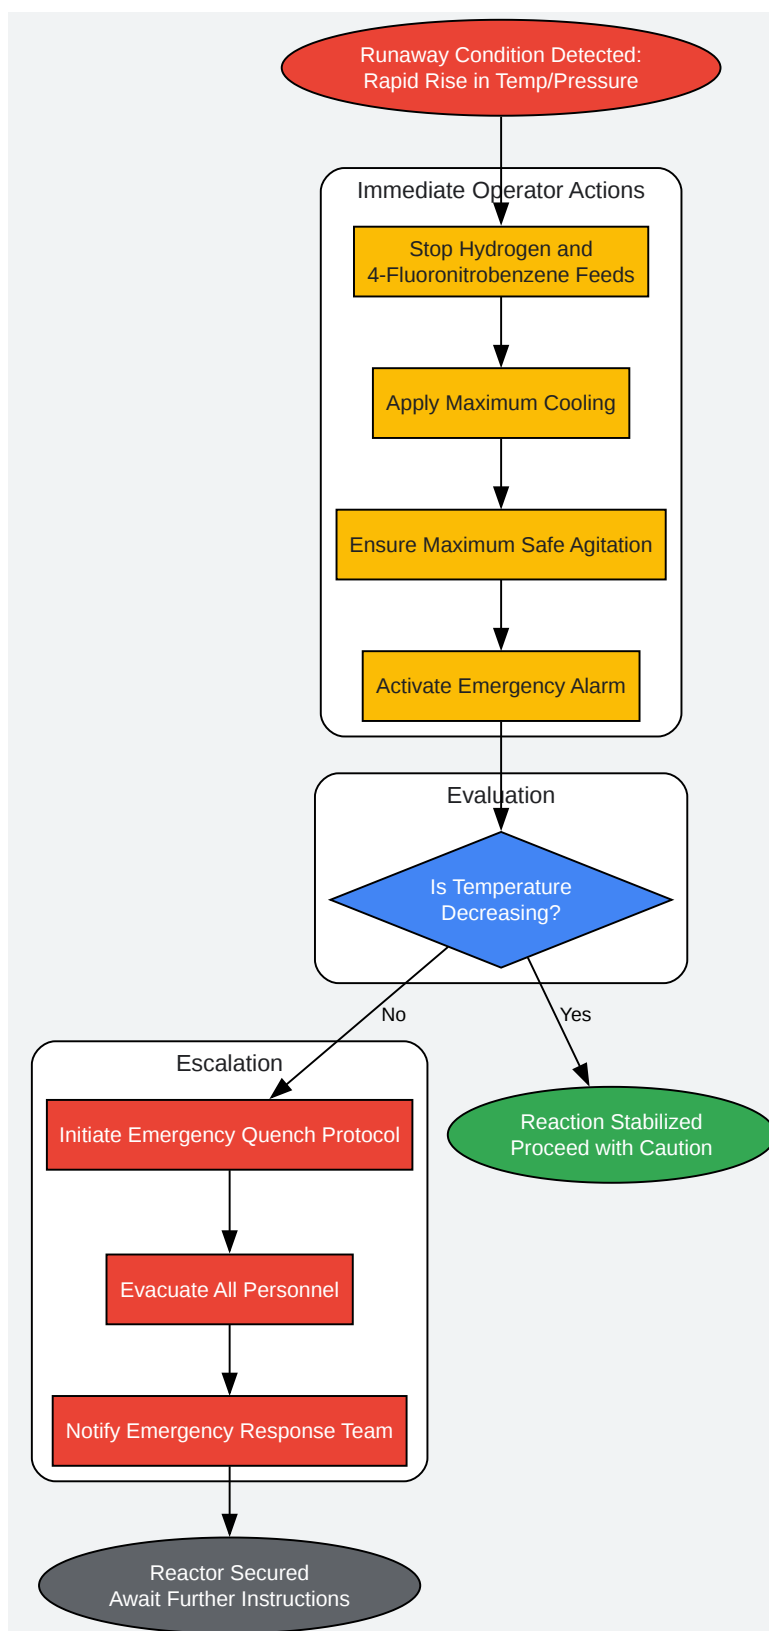 Runaway Condition Detected:
Rapid Rise in Temp/Pressure
Immediate Operator Actions
Stop Hydrogen and
4-Fluoronitrobenzene Feeds
Apply Maximum Cooling
Ensure Maximum Safe Agitation
Activate Emergency Alarm
Evaluation
Is Temperature
Decreasing?
No
Yes
Escalation
Initiate Emergency Quench Protocol
Reaction Stabilized
Proceed with Caution
Evacuate All Personnel
Notify Emergency Response Team
Reactor Secured
Await Further Instructions